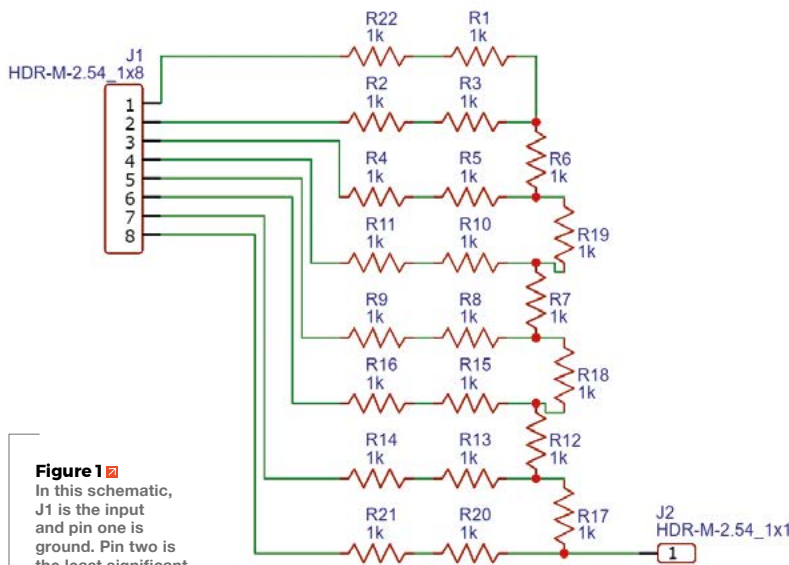 R22 R1
1k 1k
J1
HDR-M-2.54_1x8
R2 R3
1k 1k
1
2
3
4
5
6
7
8
R6
1k
R4 R5
1k 1k
R11 R10
1k 1k
R19
1k
R7
1k
R9 R8
1k 1k
R16 R15
1k 1k
R18
1k
R12
1k
R14 R13
1k 1k
R17
1k
J2
HDR-M-2.54_1x1
1
R21 R20
1k 1k
Figure 1
In this schematic,
J1 is the input
and pin one is
ground. Pin two is
the least significant